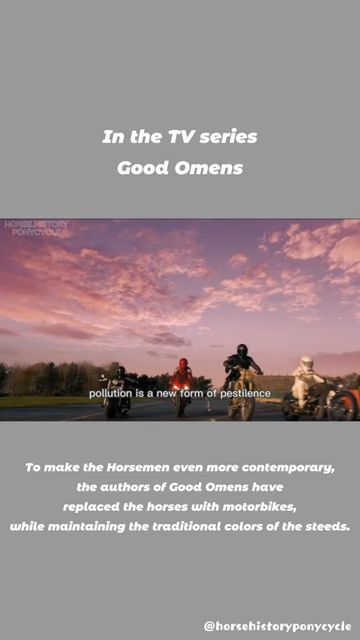 In the TV series
Good Omens
HORSE.HISTORY
PONYCYCLE
pollution is a new form of pestilence
To make the Horsemen even more contemporary,
the authors of Good Omens have
replaced the horses with motorbikes,
while maintaining the traditional colors of the steeds.
@horsehistoryponycycle